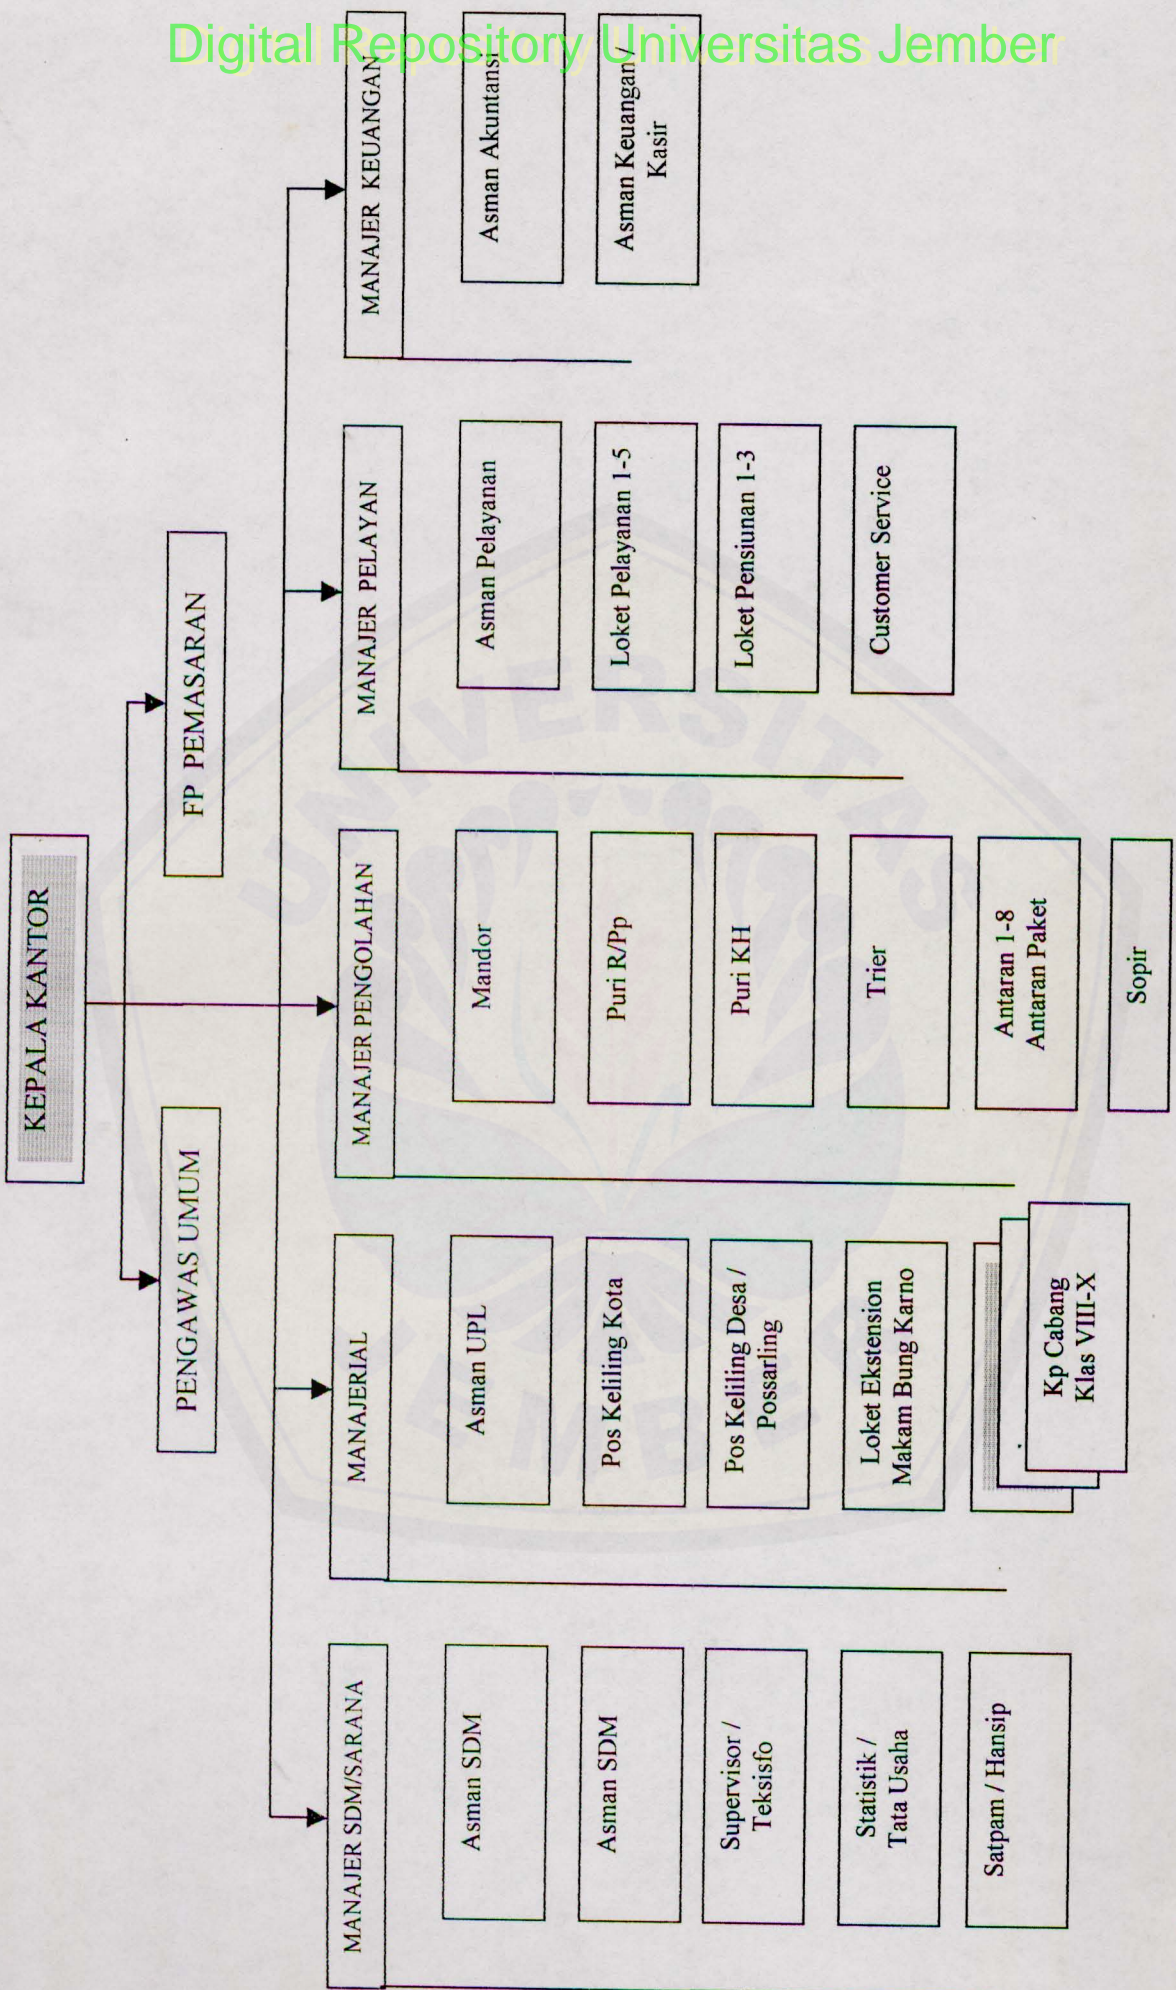 Digital Repository Universitas Jember
KEPALA KANTOR
PENGAWAS UMUM
FP PEMASARAN
MANAJER SDM/SARANA
Asman SDM
Asman SDM
Supervisor /
Teksisfo
Statistik /
Tata Usaha
Satpam / Hansip
MANAJERIAL
Asman UPL
Pos Keliling Kota
Pos Keliling Desa /
Possarling
Loket Ekstension
Makam Bung Karno
Kp Cabang
Klas VIII-X
MANAJER PENGOLAHAN
Mandor
Puri R/Pp
Puri KH
Trier
Antaran 1-8
Antaran Paket
Sopir
MANAJER PELAYAN
Asman Pelayanan
Loket Pelayanan 1-5
Loket Pensiunan 1-3
Customer Service
MANAJER KEUANGAN
Asman Akuntansi
Asman Keuangan /
Kasir
UNIVERSITAS
JEMBER